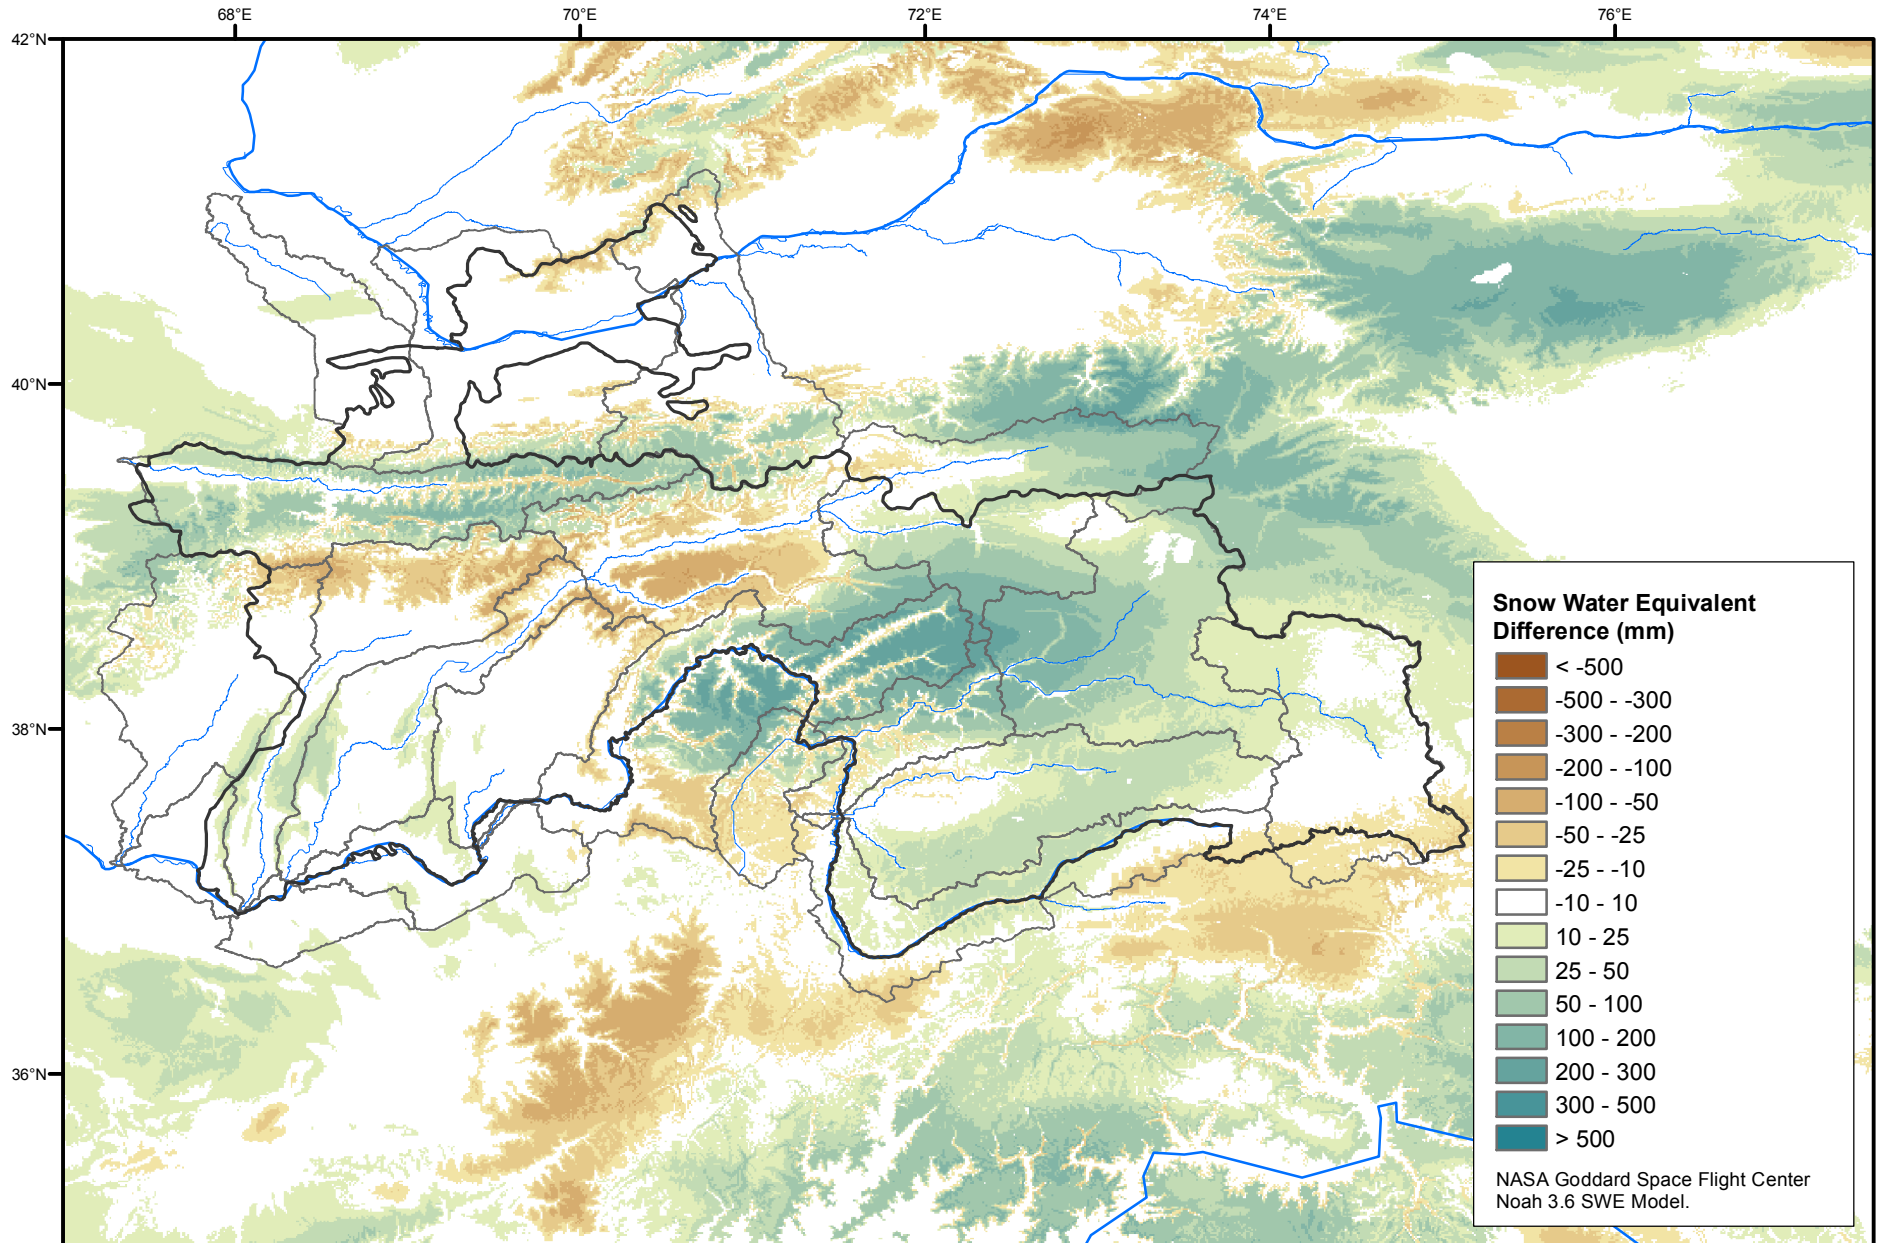 68°E
70°E
72°E
74°E
76°E
42°N
40°N
38°N
36°N
Snow Water Equivalent
Difference (mm)
< -500
-500 - -300
-300 - -200
-200 - -100
-100 - -50
-50 - -25
-25 - -10
-10 - 10
10 - 25
25 - 50
50 - 100
100 - 200
200 - 300
300 - 500
> 500
NASA Goddard Space Flight Center
Noah 3.6 SWE Model.